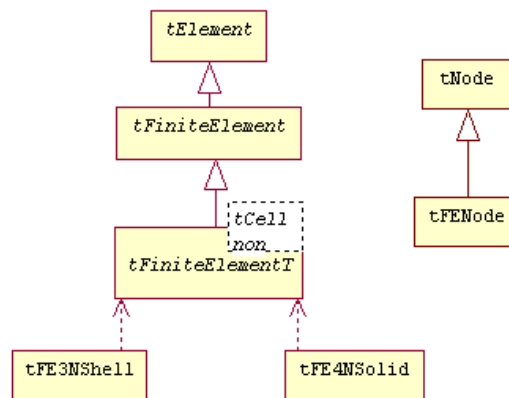 tElement
tNode
tFiniteElement
tFENode
tCell
non
tFiniteElementT
tFE3NShell
tFE4NSolid